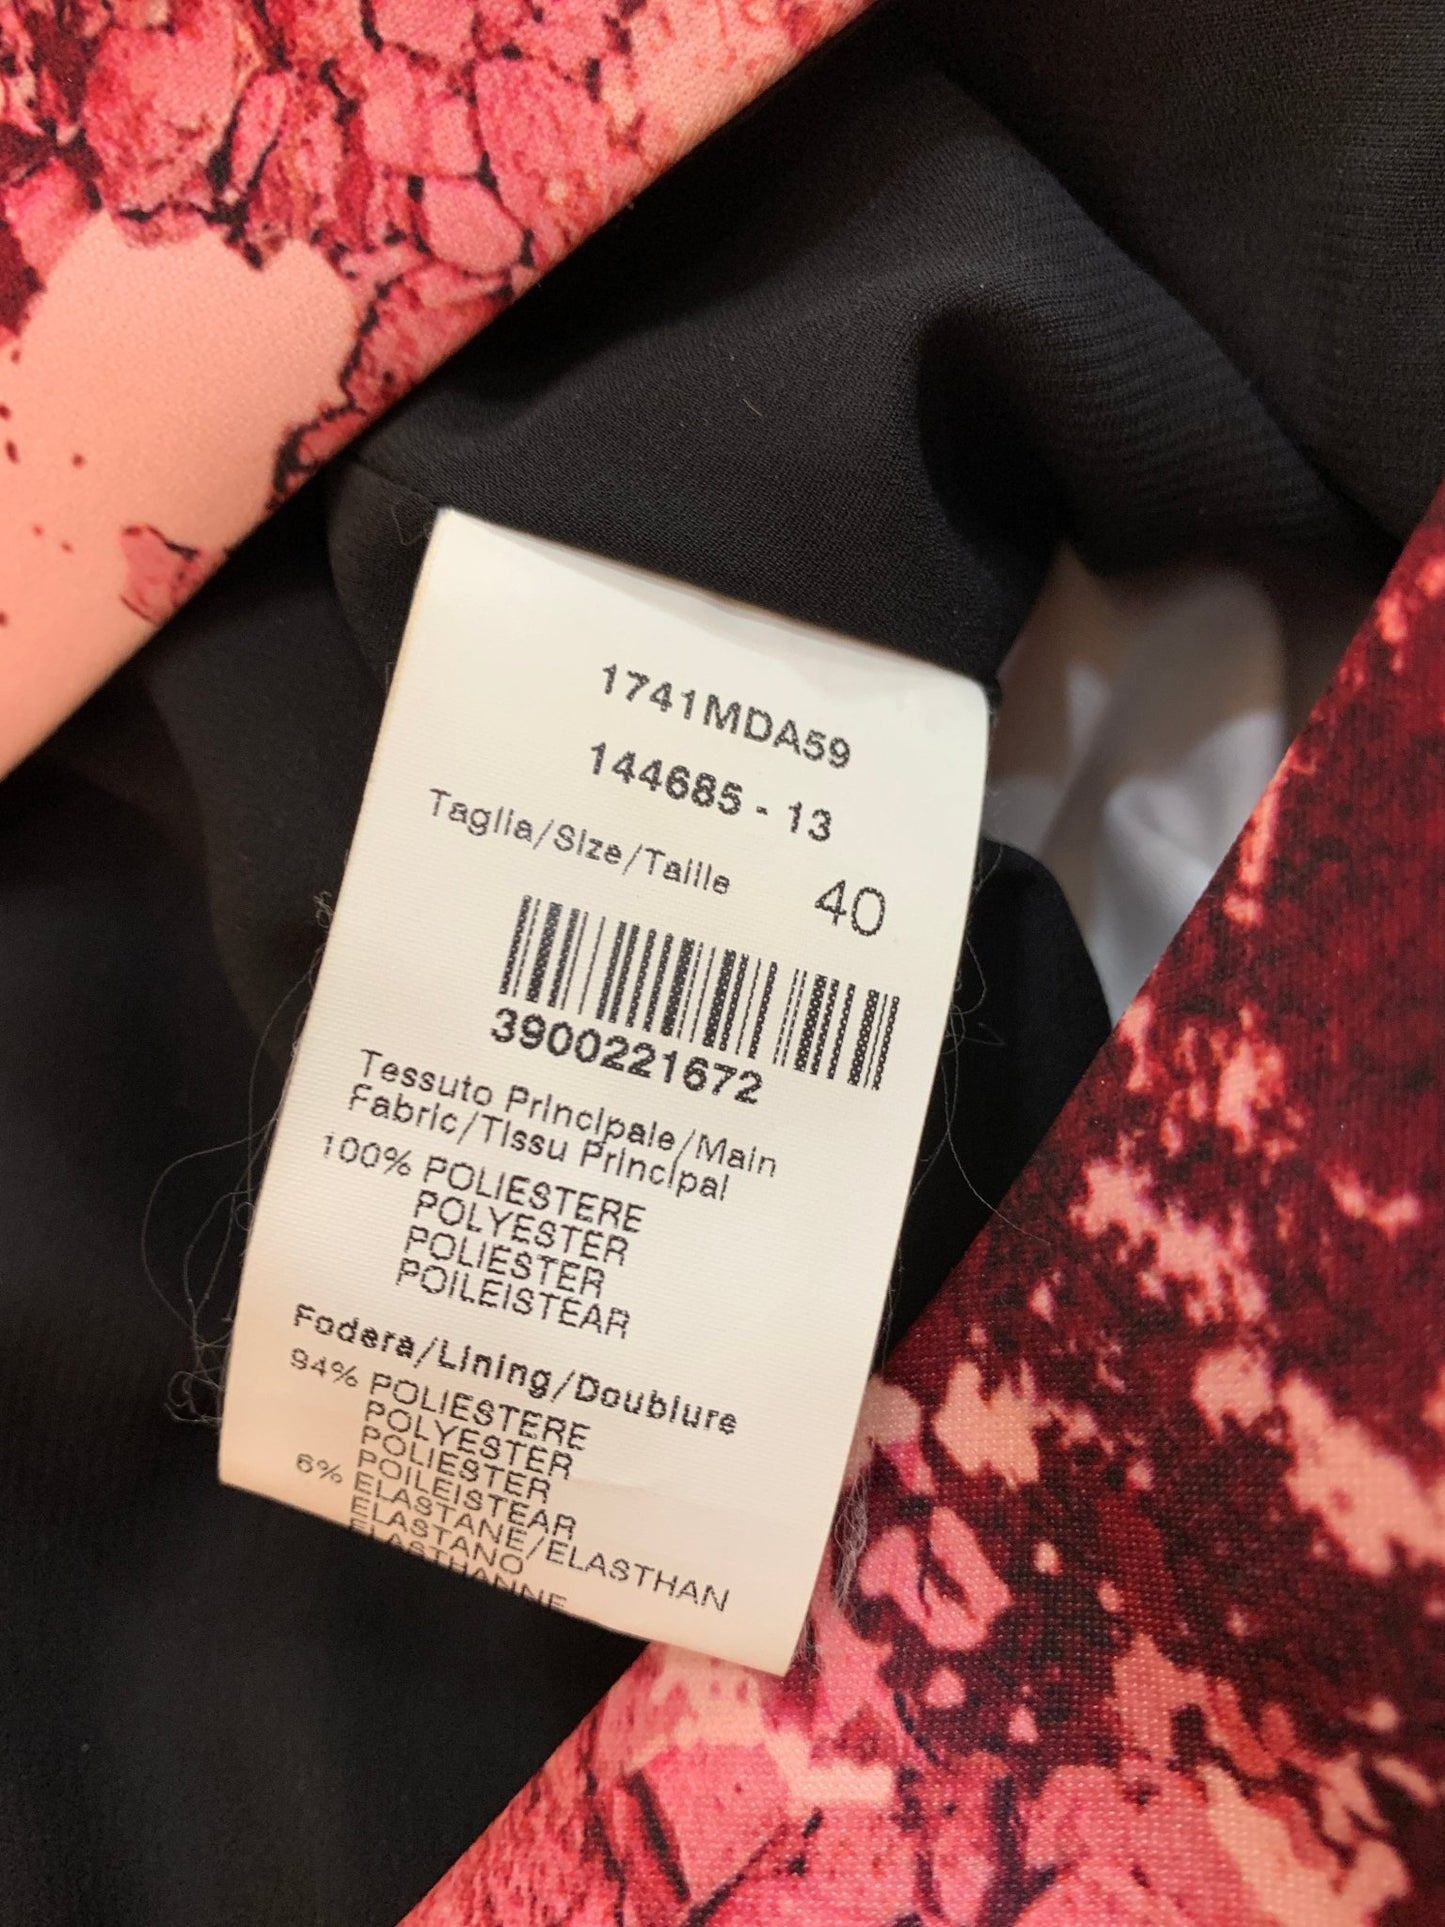 1741MDA59
144685 - 13
Taglia/Size/Taille 40
3900221672
Tessuto Principale/Main
Fabric/Tissu Principal
100% POLIESTERE
POLYESTER
POLIESTER
POILEISTEAR
Fodera/Lining/Doublure
94% POLIESTERE
POLYESTER
POLIESTER
POILEISTEAR
6% ELASTANE/ELASTHAN
ELASTANO
ELASTHANNE